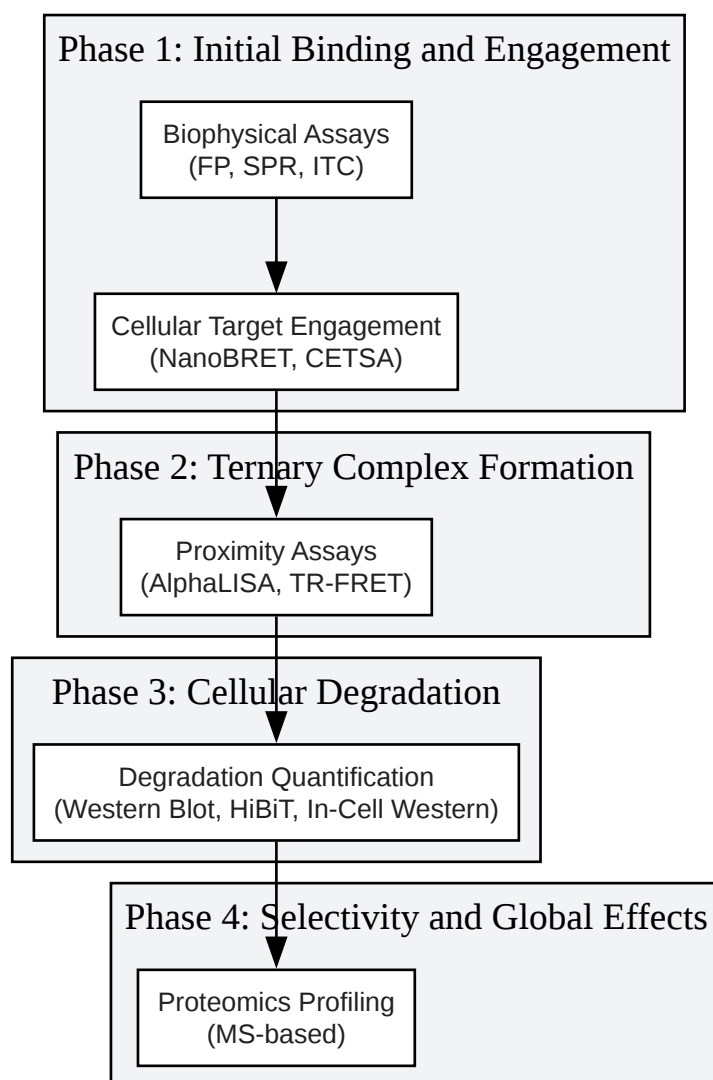 Phase 1: Initial Binding and Engagement
Biophysical Assays
(FP, SPR, ITC)
Cellular Target Engagement
(NanoBRET, CETSA)
Phase 2: Ternary Complex Formation
Proximity Assays
(AlphaLISA, TR-FRET)
Phase 3: Cellular Degradation
Degradation Quantification
(Western Blot, HiBiT, In-Cell Western)
Phase 4: Selectivity and Global Effects
Proteomics Profiling
(MS-based)